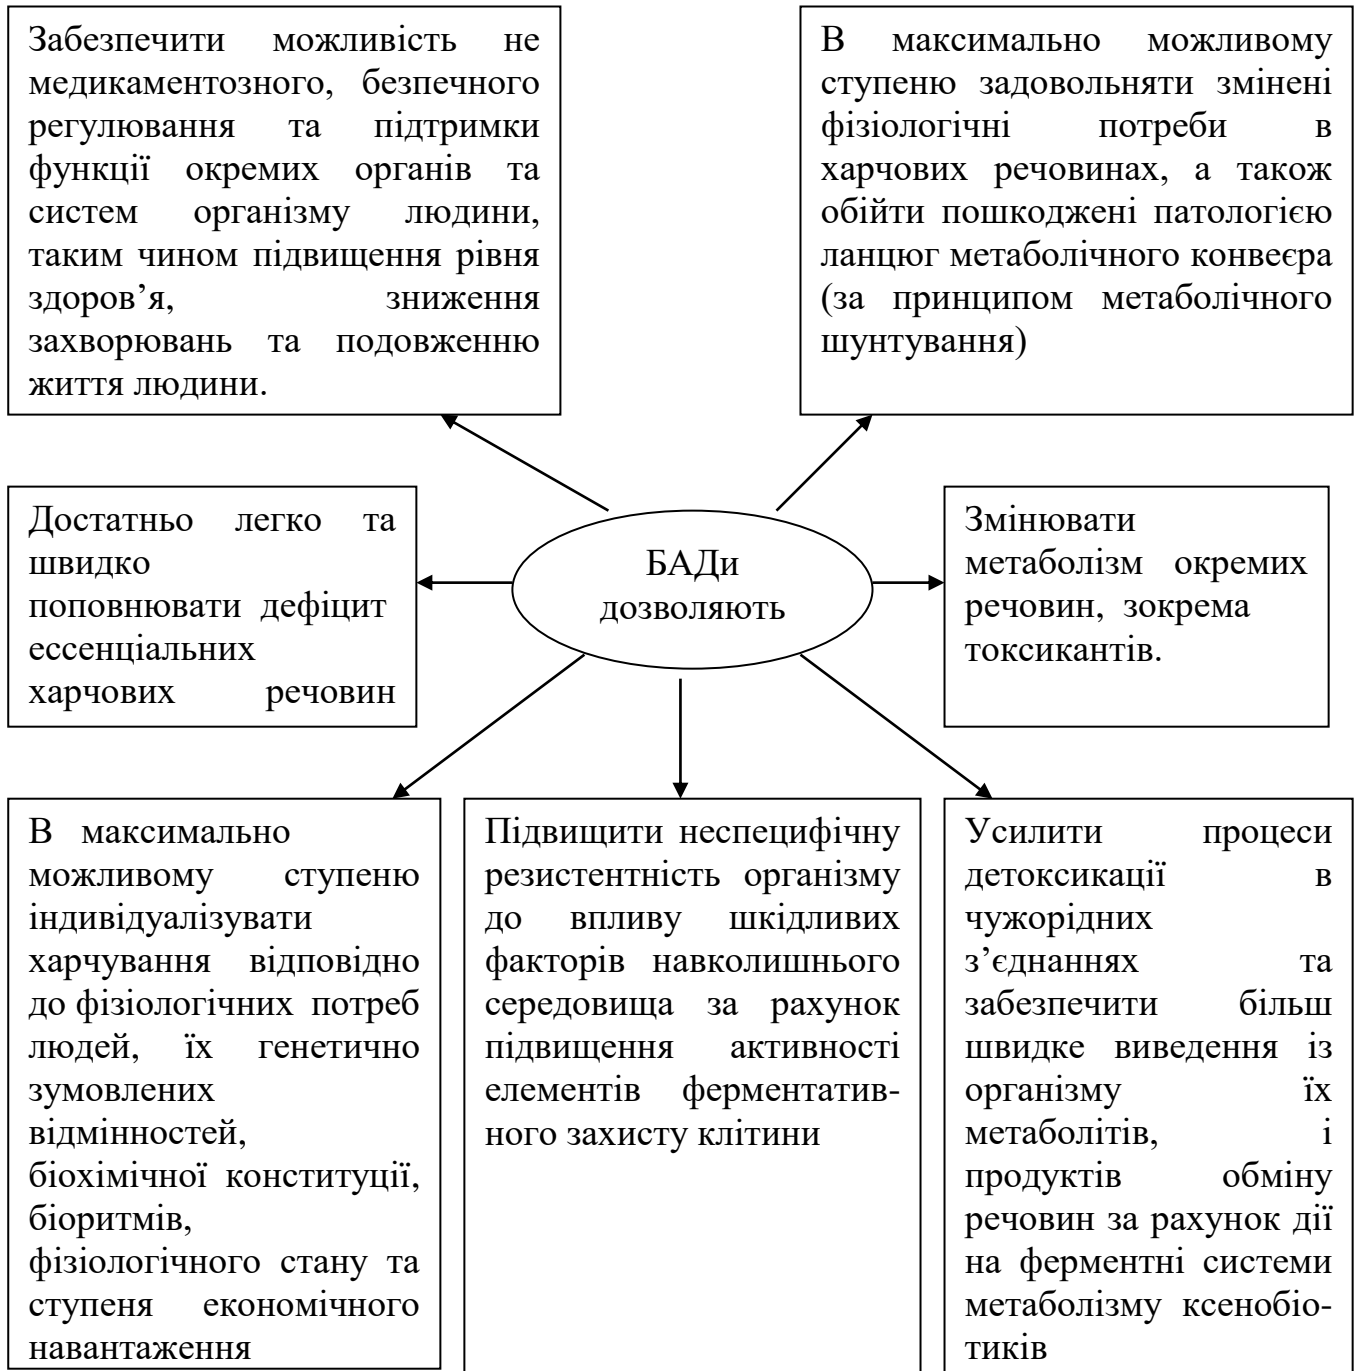 Забезпечити можливість не
медикаментозного, безпечного
регулювання та підтримки
функції окремих органів та
систем організму людини,
таким чином підвищення рівня
здоров’я, зниження
захворювань та подовженню
життя людини.
В максимально можливому
ступеню задовольняти змінені
фізіологічні потреби в
харчових речовинах, а також
обійти пошкоджені патологією
ланцюг метаболічного конвеєра
(за принципом метаболічного
шунтування)
Достатньо легко та
швидко
поповнювати дефіцит
ессенціальних
харчових речовин
БАДи
дозволяють
Змінювати
метаболізм окремих
речовин, зокрема
токсикантів.
В максимально
можливому ступеню
індивідуалізувати
харчування відповідно
до фізіологічних потреб
людей, їх генетично
зумовлених
відмінностей,
біохімічної конституції,
біоритмів,
фізіологічного стану та
ступеня економічного
навантаження
Підвищити неспецифічну
резистентність організму
до впливу шкідливих
факторів навколишнього
середовища за рахунок
підвищення активності
елементів ферментатив-
ного захисту клітини
Усилити процеси
детоксикації в
чужорідних
з’єднаннях та
забезпечити більш
швидке виведення із
організму їх
метаболітів, і
продуктів обміну
речовин за рахунок дії
на ферментні системи
метаболізму ксенобіо-
тиків